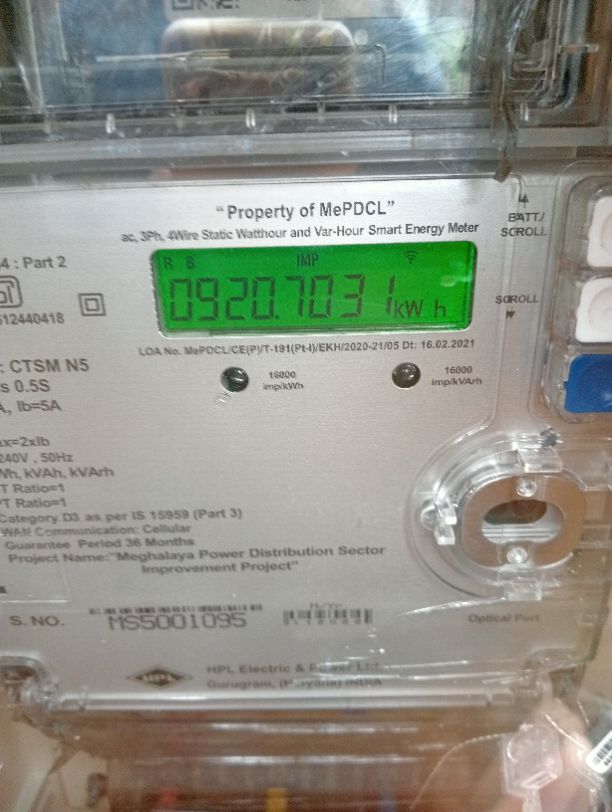 "Property of MePDCL"
ac, 3Ph, 4Wire Static Watthour and Var-Hour Smart Energy Meter
BATT./
SCROLL
4 : Part 2
R B IMP
0920.7031 kWh
SCROLL
512440418
LOA No. MePDCL/CE(P)/T-191(Pt-I)/EKH/2020-21/05 Dt: 16.02.2021
: CTSM N5
s 0.5S
A, Ib=5A
16000
imp/kWh
16000
imp/kVArh
ax=2xIb
240V , 50Hz
Wh, kVAh, kVArh
T Ratio=1
PT Ratio=1
Category D3 as per IS 15959 (Part 3)
WAN Communication: Cellular
Guarantee Period 36 Months
Project Name:"Meghalaya Power Distribution Sector
Improvement Project"
S. NO. MS5001095
Optical Port
HPL
HPL Electric & Power Ltd.
Gurugram, (Haryana) INDIA